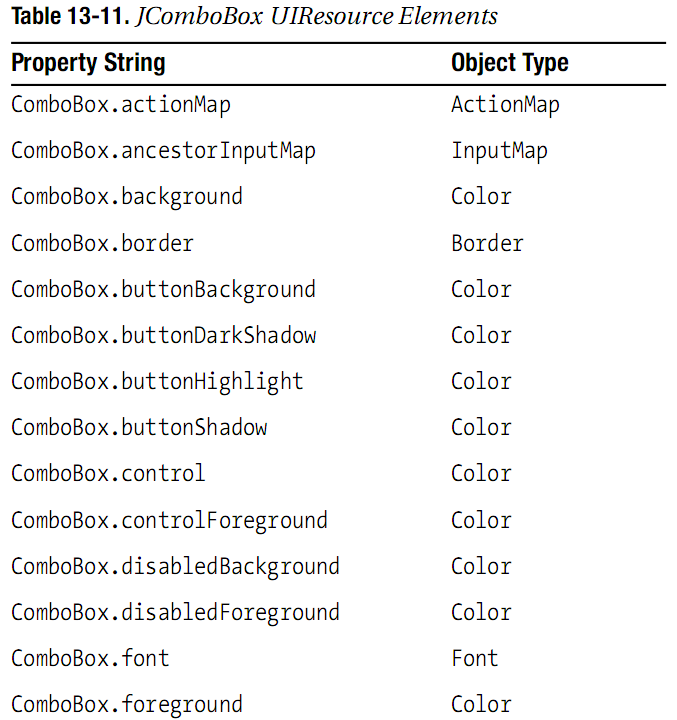 Table 13-11. JComboBox UIResource Elements
Property String Object Type
ComboBox.actionMap ActionMap
ComboBox.ancestorInputMap InputMap
ComboBox.background Color
ComboBox.border Border
ComboBox.buttonBackground Color
ComboBox.buttonDarkShadow Color
ComboBox.buttonHighlight Color
ComboBox.buttonShadow Color
ComboBox.control Color
ComboBox.controlForeground Color
ComboBox.disabledBackground Color
ComboBox.disabledForeground Color
ComboBox.font Font
ComboBox.foreground Color